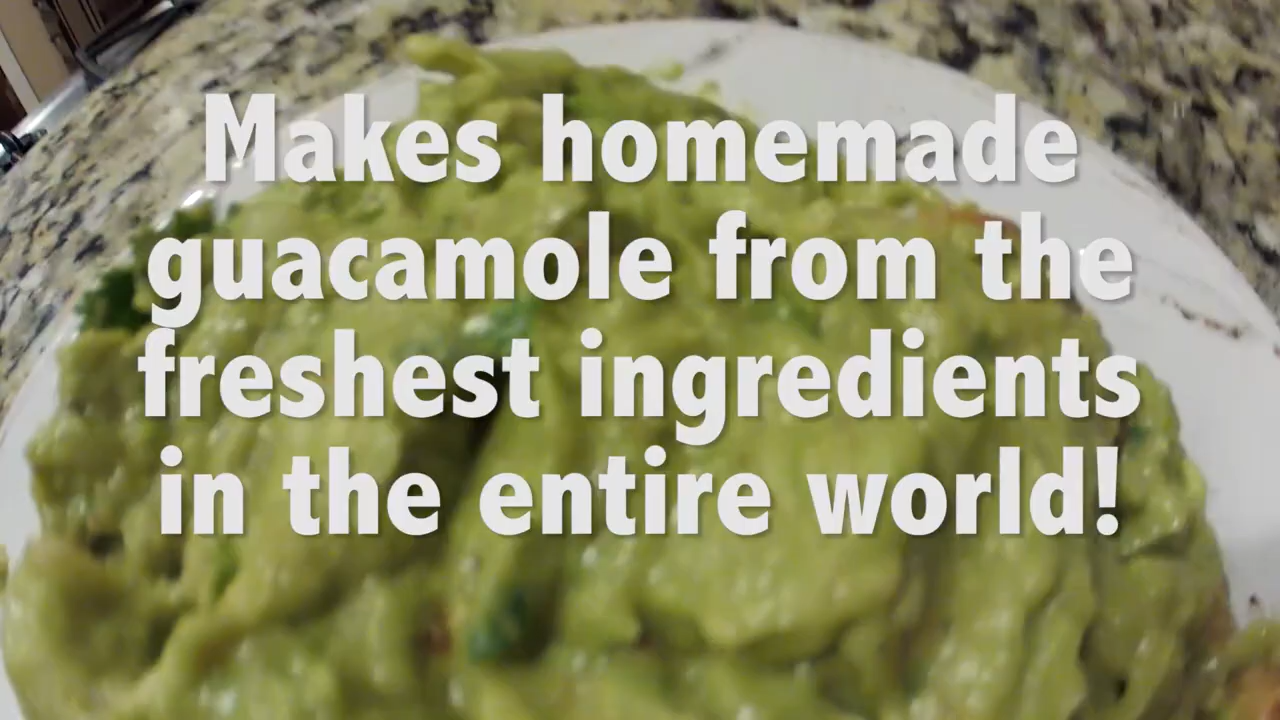 Makes homemade
guacamole from the
freshest ingredients
in the entire world!